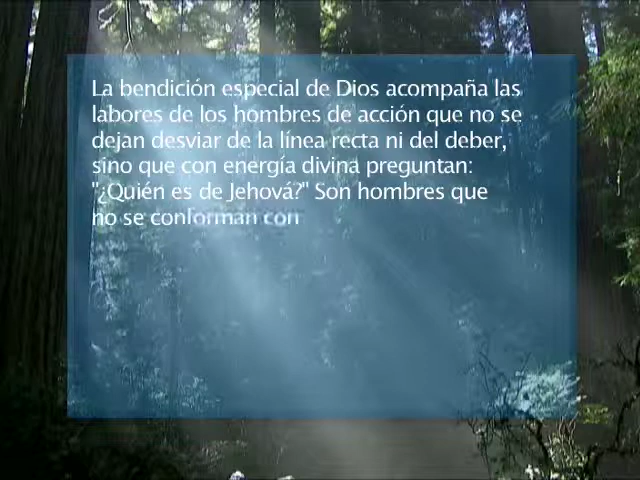 La bendición especial de Dios acompaña las
labores de los hombres de acción que no se
dejan desviar de la línea recta ni del deber,
sino que con energía divina preguntan:
"¿Quién es de Jehová?" Son hombres que
no se conforman con